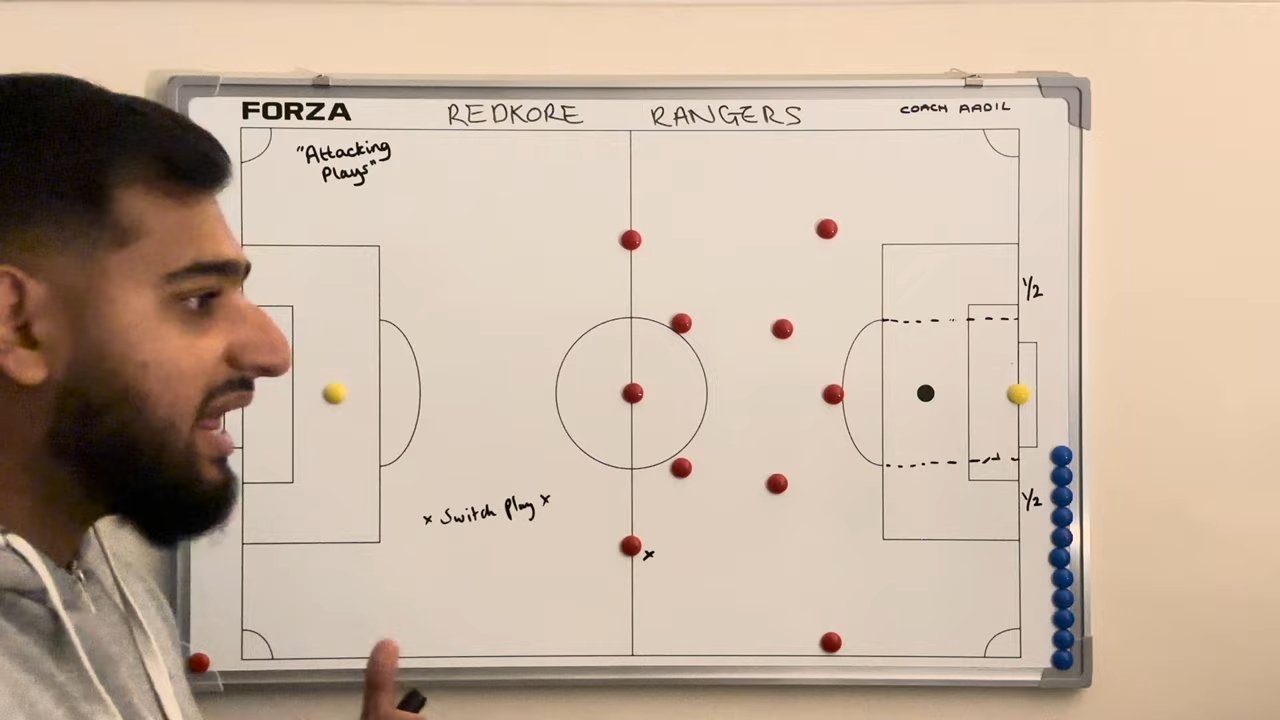 FORZA
REDKORE RANGERS
COACH AADIL
"Attacking
Plays"
1/2
x Switch Play x
1/2
x